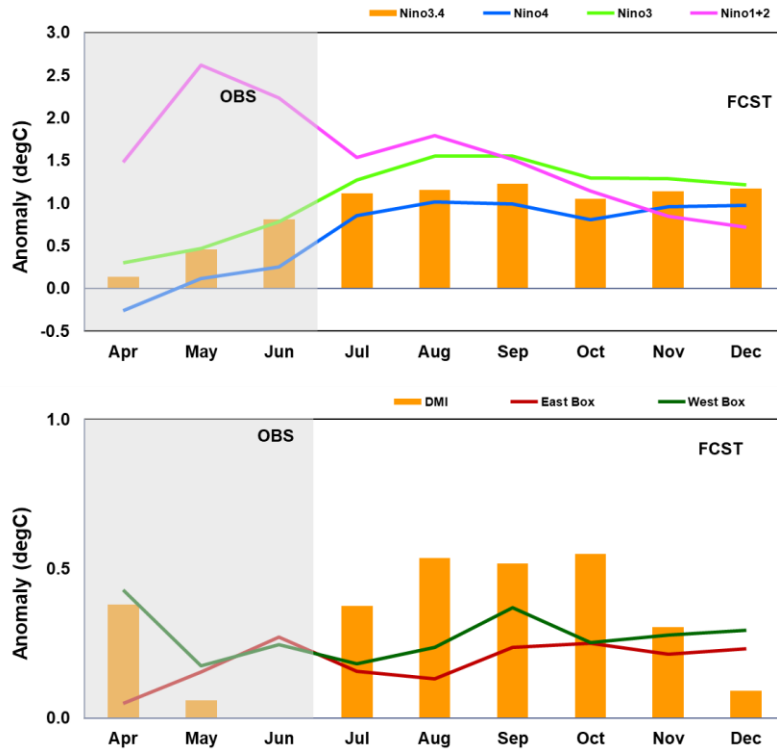 Nino3.4 Nino4 Nino3 Nino1+2
3.0
OBS
FCST
2.5
2.0
1.5
1.0
0.5
0.0
-0.5
Anomaly (degC)
Apr May Jun Jul Aug Sep Oct Nov Dec
DMI East Box West Box
1.0
OBS
FCST
0.5
0.0
Anomaly (degC)
Apr May Jun Jul Aug Sep Oct Nov Dec